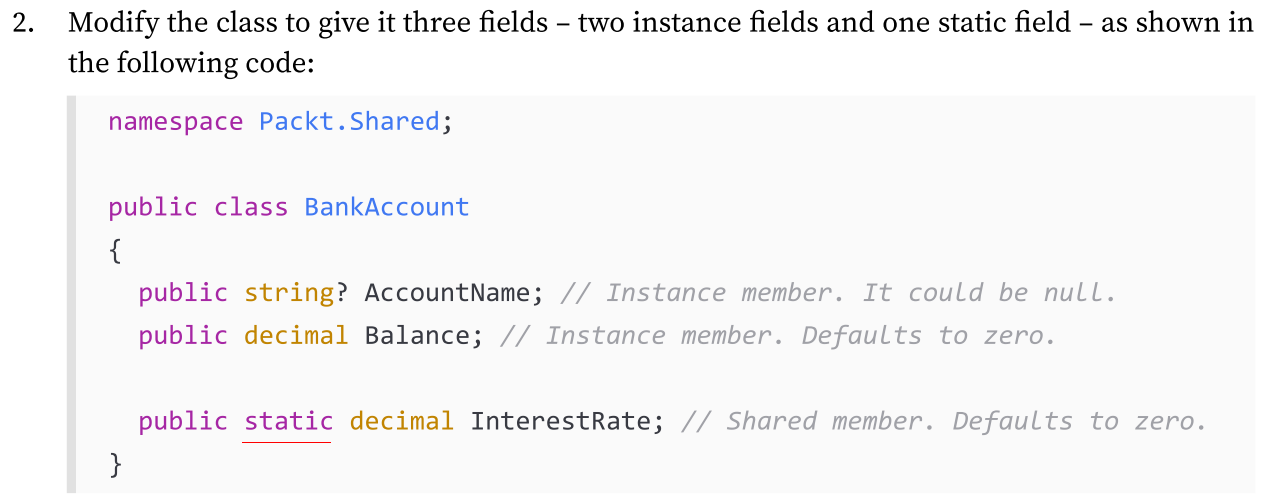 2. Modify the class to give it three fields – two instance fields and one static field – as shown in
the following code:
namespace Packt.Shared;
public class BankAccount
{
public string? AccountName; // Instance member. It could be null.
public decimal Balance; // Instance member. Defaults to zero.
public static decimal InterestRate; // Shared member. Defaults to zero.
}